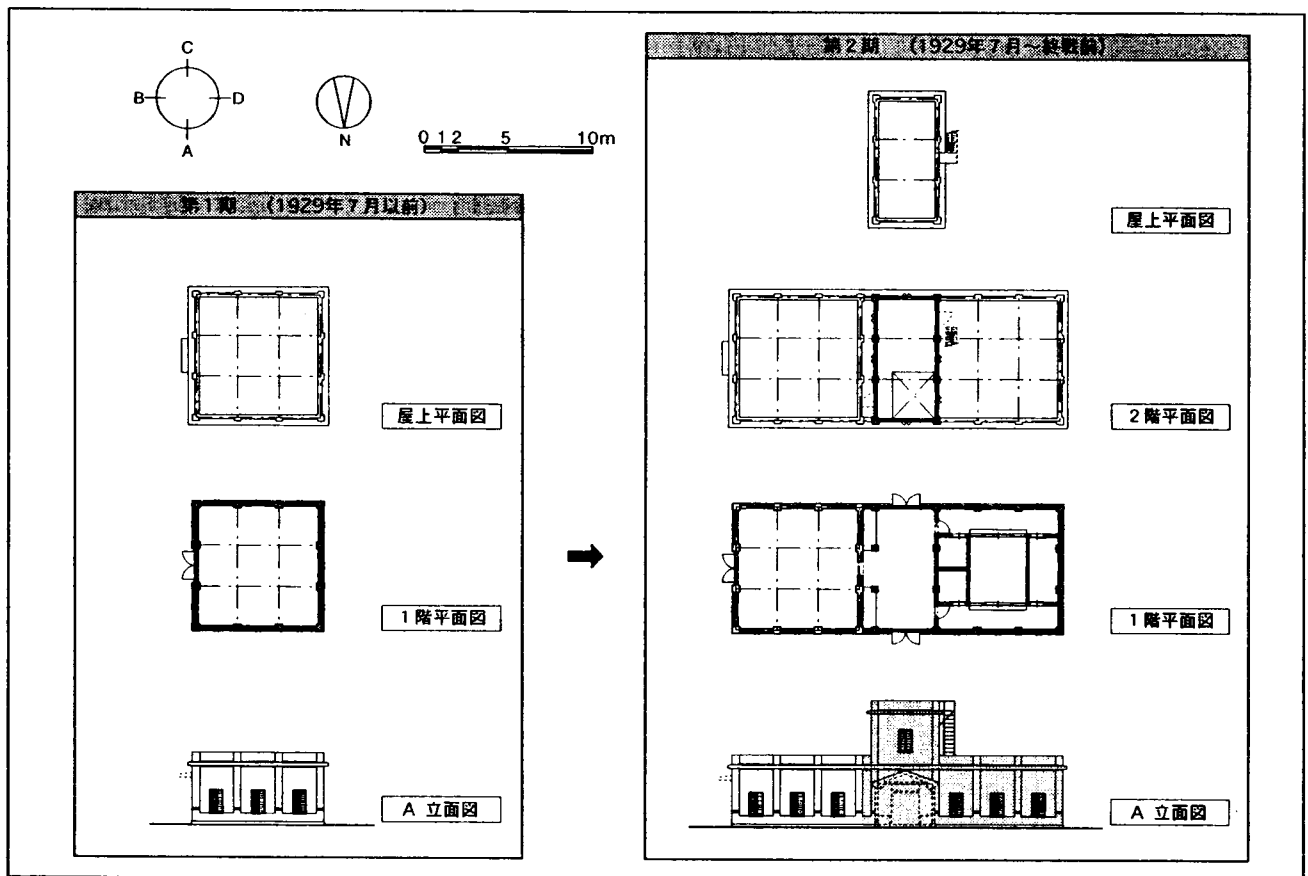 C
B D
A
N
0 1 2 5 10m
第1期 (1929年7月以前)
屋上平面図
1階平面図
A 立面図
第2期 (1929年7月～終戦前)
屋上平面図
2階平面図
1階平面図
A 立面図